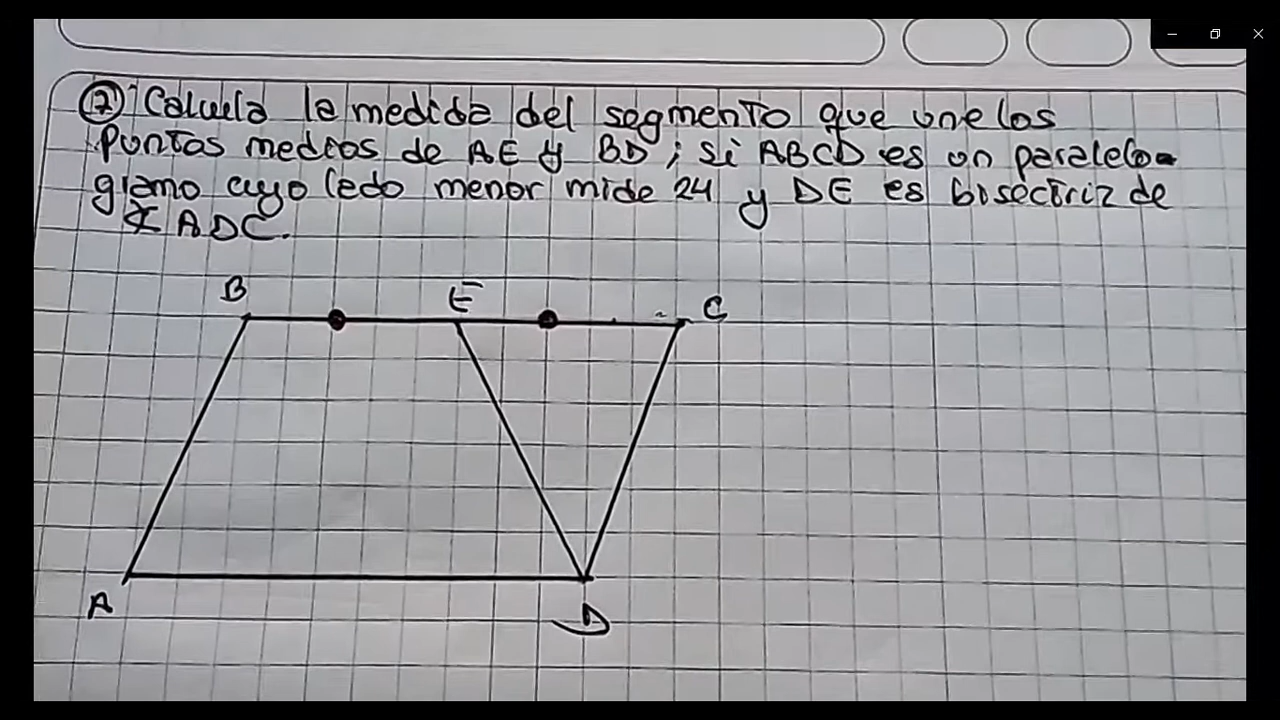 ⑦ Calcula la medida del segmento que une los
puntos medios de AE y BD; si ABCD es un paralelo-
gramo cuyo lado menor mide 24 y DE es bisectriz de
∡ ADC.
B E C
A D